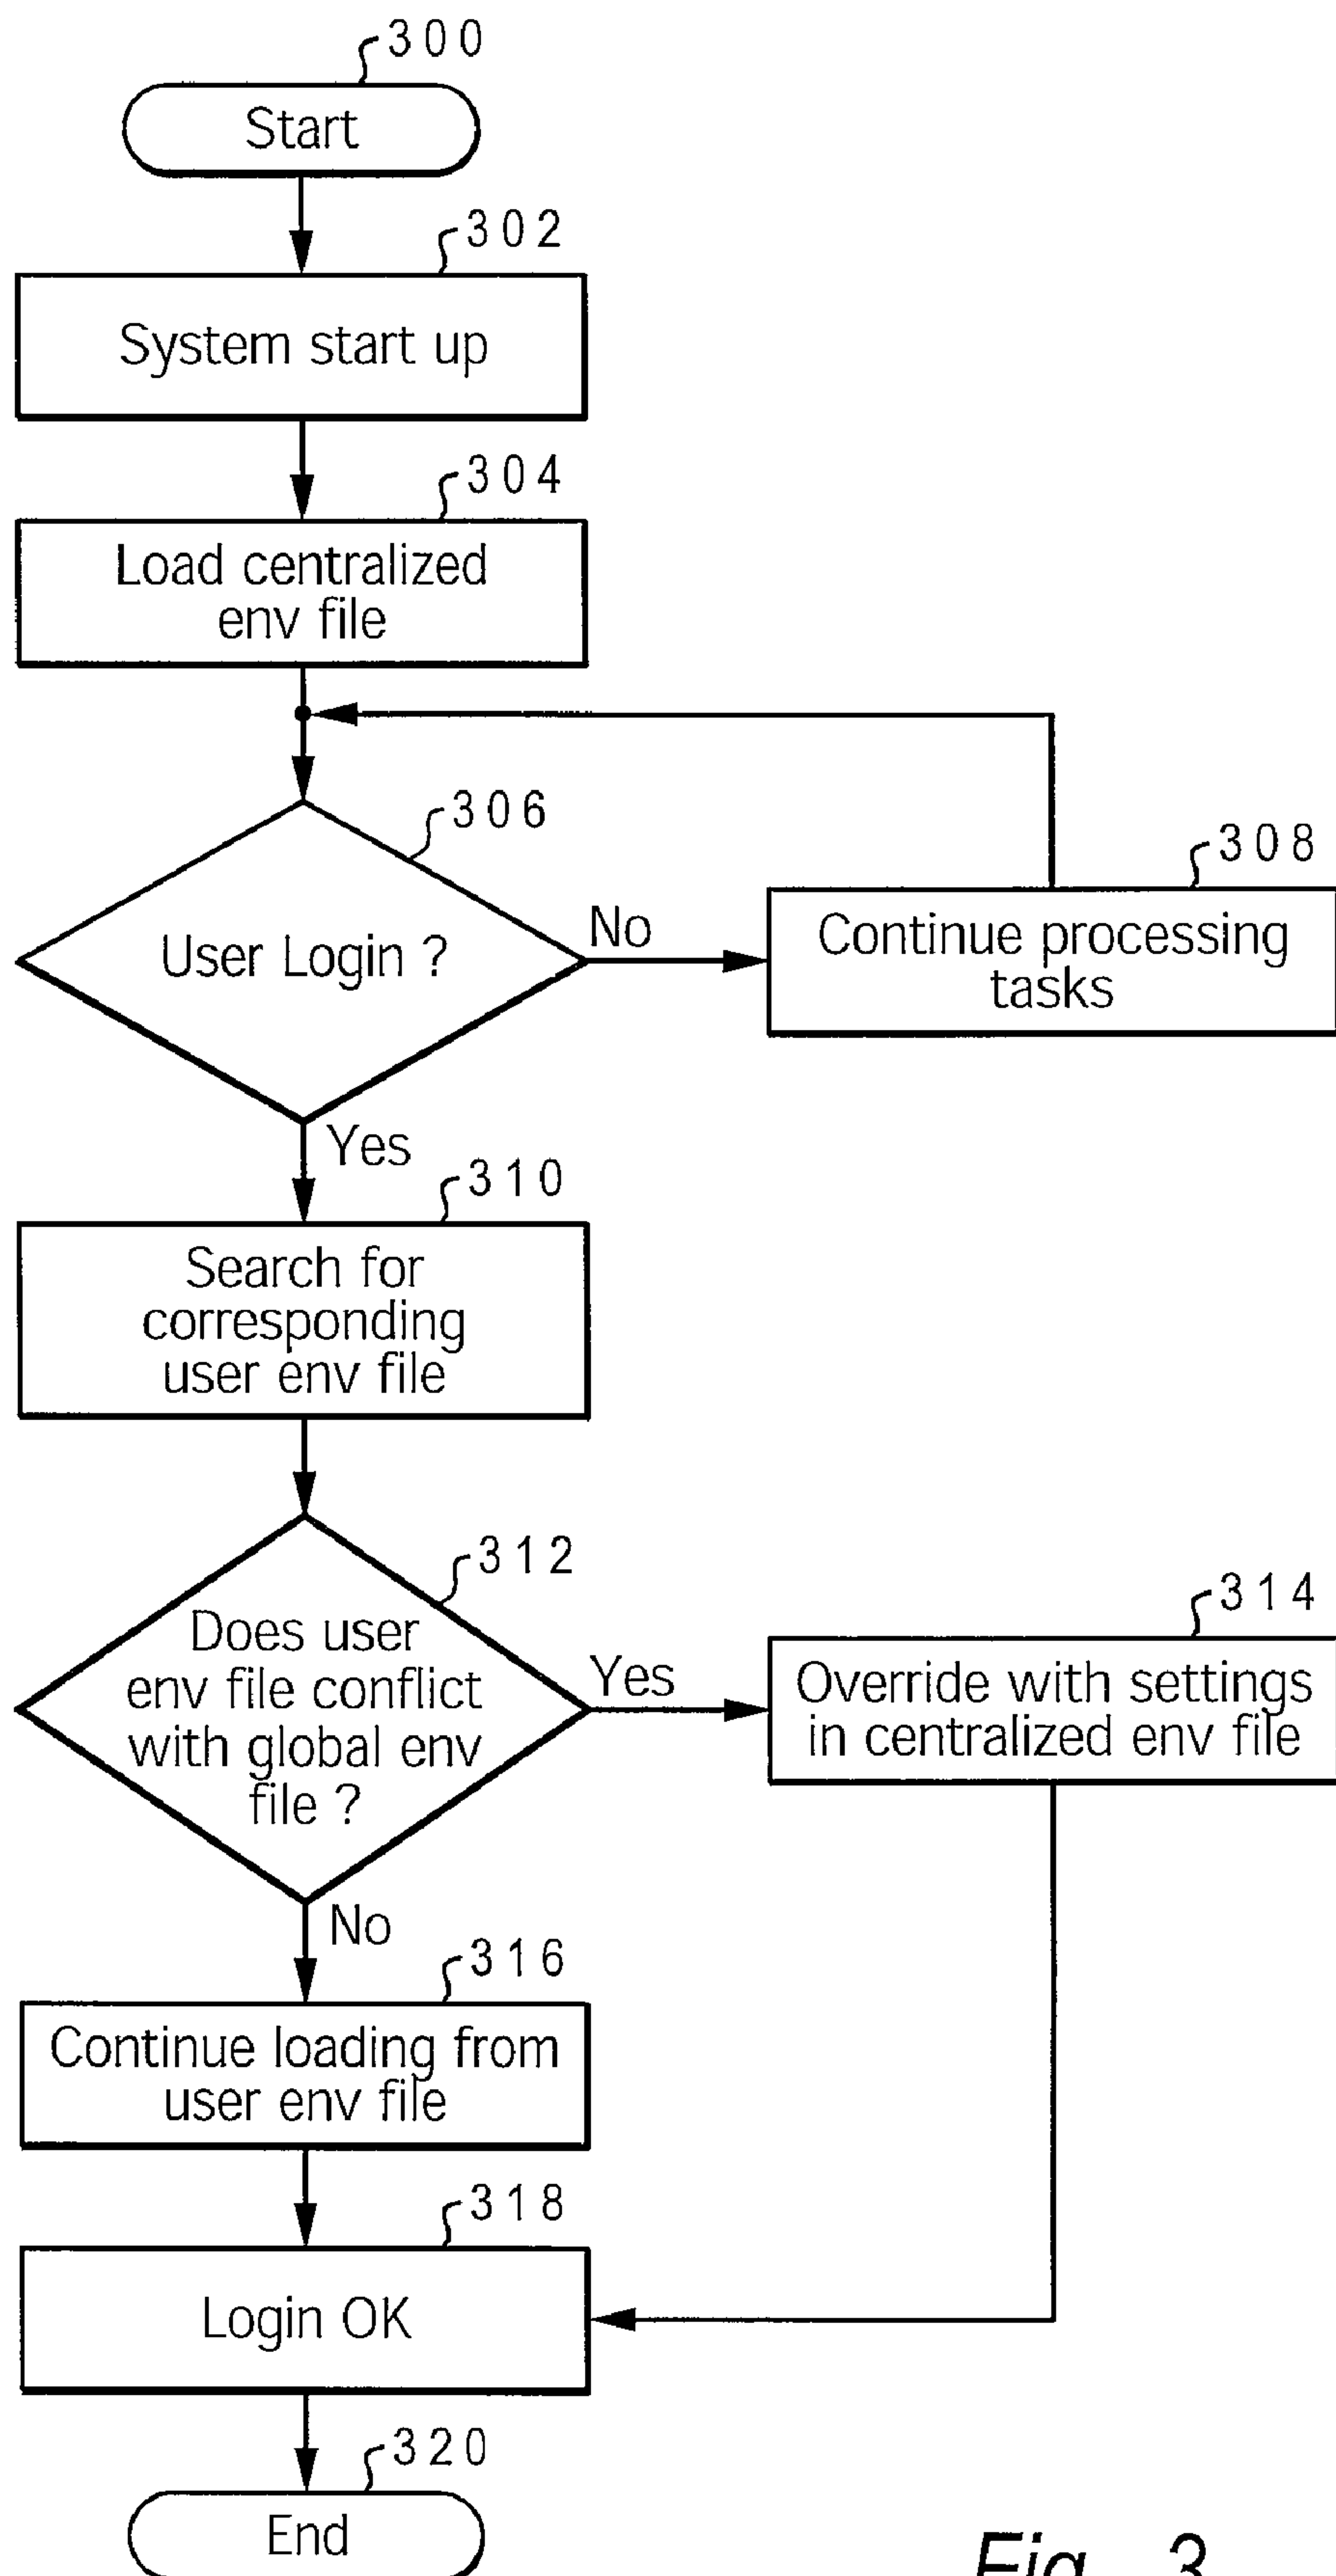 300
Start
302
System start up
304
Load centralized
env file
306
User Login ?
No
308
Continue processing
tasks
Yes
310
Search for
corresponding
user env file
312
Does user
env file conflict
with global env
file ?
Yes
314
Override with settings
in centralized env file
No
316
Continue loading from
user env file
318
Login OK
320
End
Fig. 3